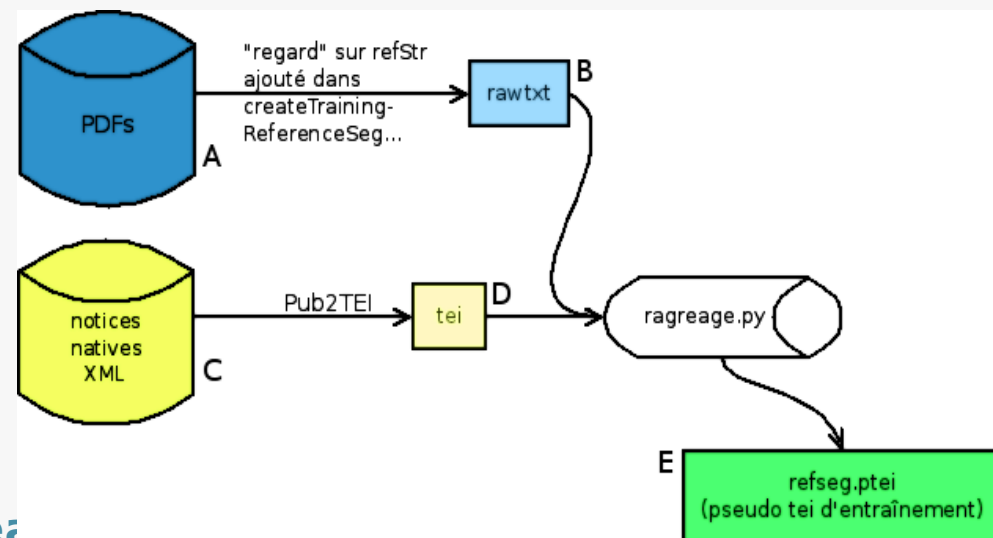 "regard" sur refStr
ajouté dans
createTraining-
ReferenceSeg...
PDFs
A
rawtxt
B
notices
natives
XML
C
Pub2TEI
tei
D
ragreage.py
E
refseg.ptei
(pseudo tei d'entraînement)